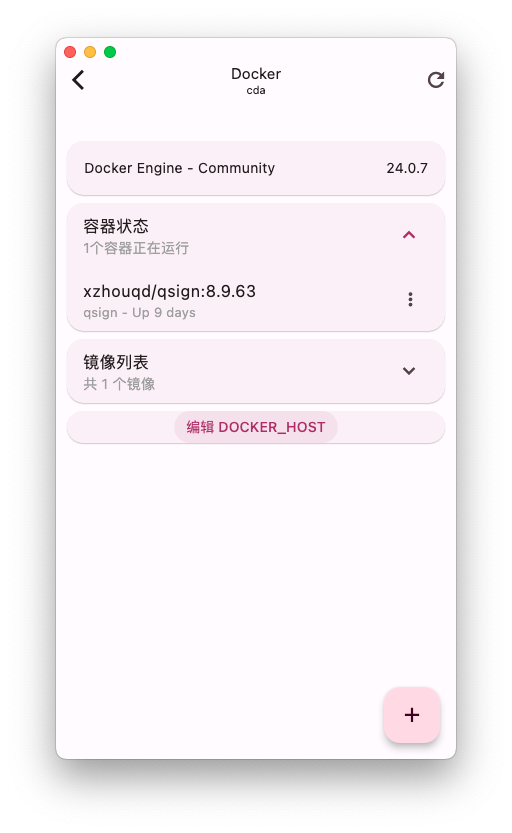 Docker
cda
Docker Engine - Community 24.0.7
容器状态
1个容器正在运行
xzhouqd/qsign:8.9.63
qsign - Up 9 days
镜像列表
共 1 个镜像
编辑 DOCKER_HOST